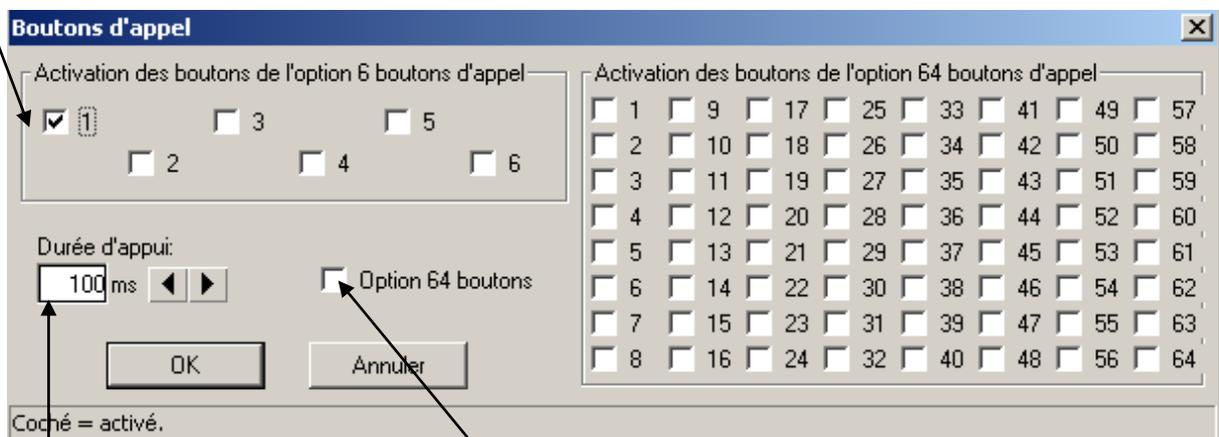 Boutons d'appel
Activation des boutons de l'option 6 boutons d'appel
1 3 5
2 4 6
Durée d'appui:
100 ms
Option 64 boutons
OK Annuler
Activation des boutons de l'option 64 boutons d'appel
1 9 17 25 33 41 49 57
2 10 18 26 34 42 50 58
3 11 19 27 35 43 51 59
4 12 20 28 36 44 52 60
5 13 21 29 37 45 53 61
6 14 22 30 38 46 54 62
7 15 23 31 39 47 55 63
8 16 24 32 40 48 56 64
Coché = activé.